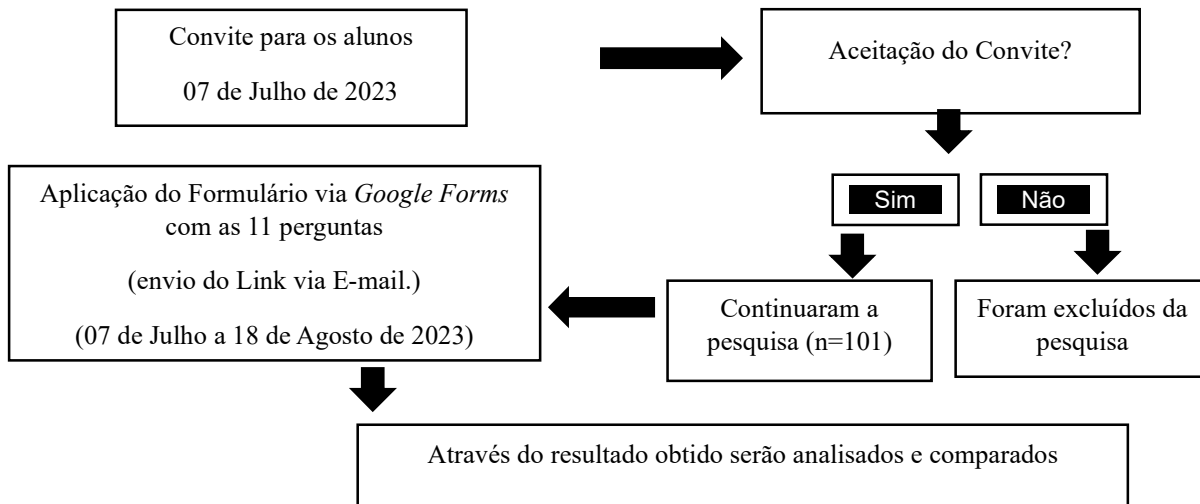 Convite para os alunos
07 de Julho de 2023
Aceitação do Convite?
Sim
Não
Continuaram a
pesquisa (n=101)
Foram excluídos da
pesquisa
Aplicação do Formulário via Google Forms
com as 11 perguntas
(envio do Link via E-mail.)
(07 de Julho a 18 de Agosto de 2023)
Através do resultado obtido serão analisados e comparados